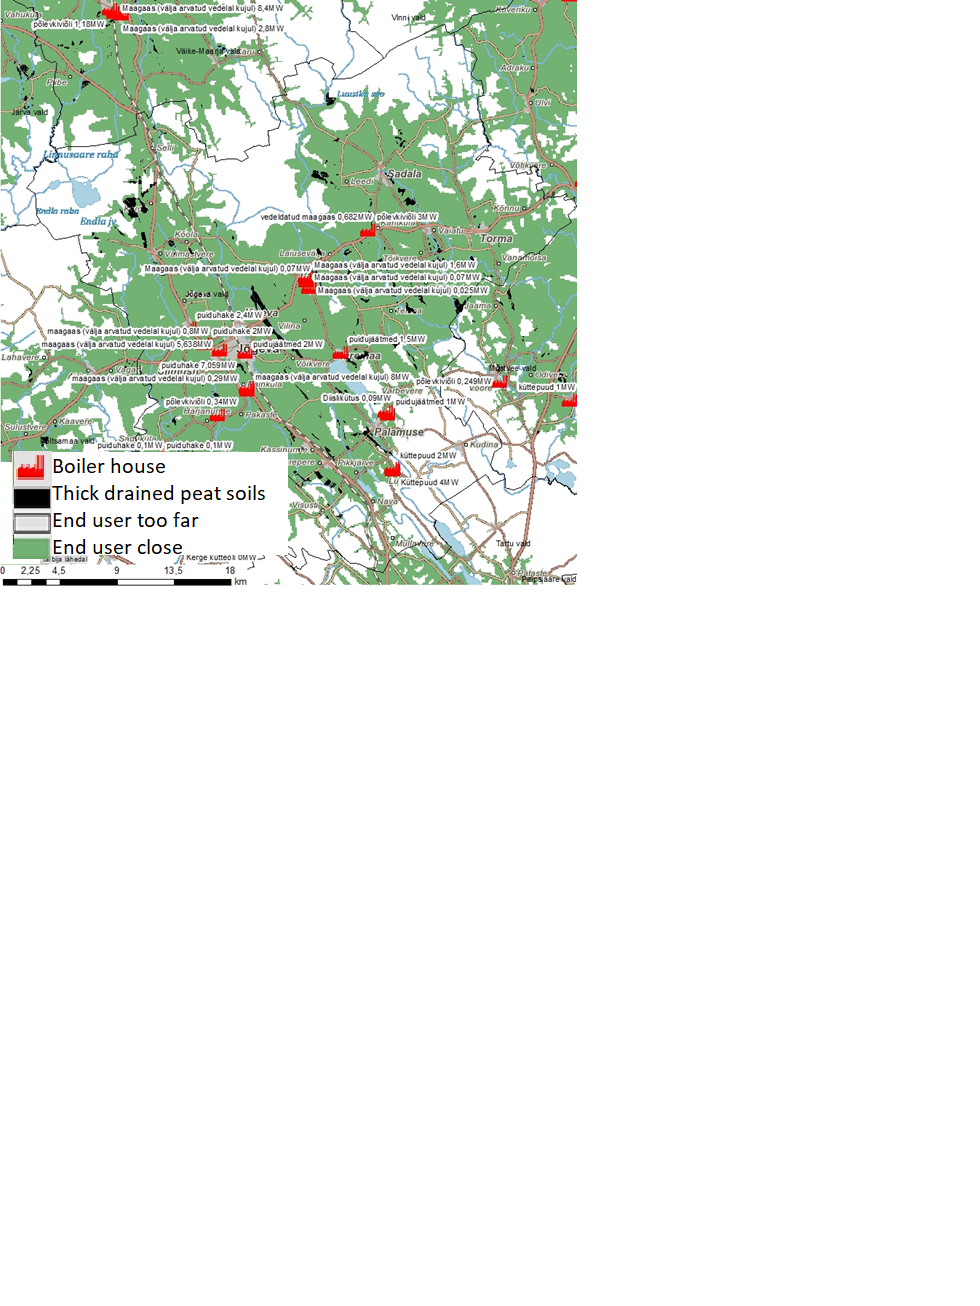 Maagaas (välja arvatud vedelal kujul) 8,4MW
Vinni vald
Koveriku
põlevkiviõli 1,18MW
Maagaas (välja arvatud vedelal kujul) 2,8MW
Adraku
Luusika soo
Ulvi
Järva vald
Selli
Linnusaare raba
Sadala
Leedi
Endla raba
Endla jv
Kõnnu
vedeldatud maagaas 0,682MW
põlevkiviõli 3MW
Vaiatu
Torma
Kõola
Vaimastvere
Laiusevälja
Tõikvere
Vanamõisa
Maagaas (välja arvatud vedelal kujul) 1,6MW
Maagaas (välja arvatud vedelal kujul) 0,07MW
Maagaas (välja arvatud vedelal kujul) 0,07MW
Maagaas (välja arvatud vedelal kujul) 0,025MW
Jõgeva vald
Jaama
puiduhake 2,4MW
Vilina
maagaas (välja arvatud vedelal kujul) 0,8MW
puiduhake 2MW
puidujäätmed 1,5MW
maagaas (välja arvatud vedelal kujul) 5,638MW
Jõgeva
puidujäätmed 2MW
Lahavere
puiduhake 7,059MW
Võikvere
Mustvee vald
maagaas (välja arvatud vedelal kujul) 0,29MW
maagaas (välja arvatud vedelal kujul) 8MW
põlevkiviõli 0,249MW
Voore
küttepuud 1MW
Varbevere
põlevkiviõli 0,34MW
Diislikütus 0,09MW
puidujäätmed 1MW
Pakaste
Kaavere
Sulustvere
Palamuse
Kudina
puiduhake 0,1MW
puiduhake 0,1MW
Kassinurme
küttepuud 2MW
Pikkjärve
Küttepuud 4MW
Boiler house
Thick drained peat soils
End user too far
End user close
Nava
Visusti
Mullavere
Tartu vald
Kerge kütteõli 0MW
Pataste
Peipsiääre vald
0 2,25 4,5 9 13,5 18 km